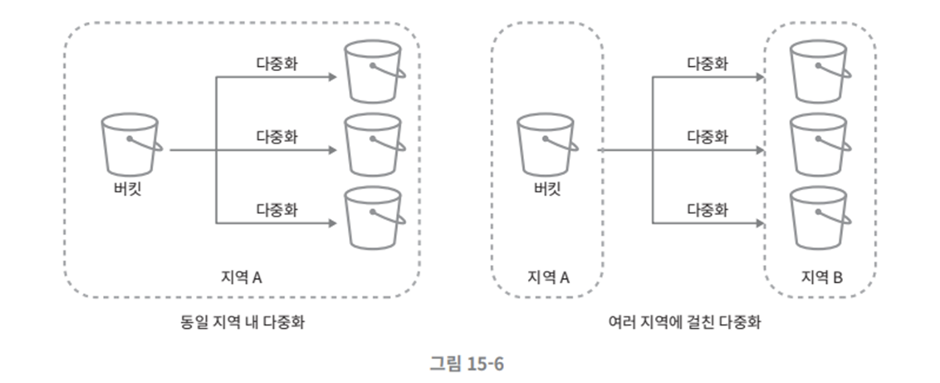 다중화
다중화
다중화
버킷
지역 A
동일 지역 내 다중화
다중화
다중화
다중화
버킷
지역 A
지역 B
여러 지역에 걸친 다중화
그림 15-6